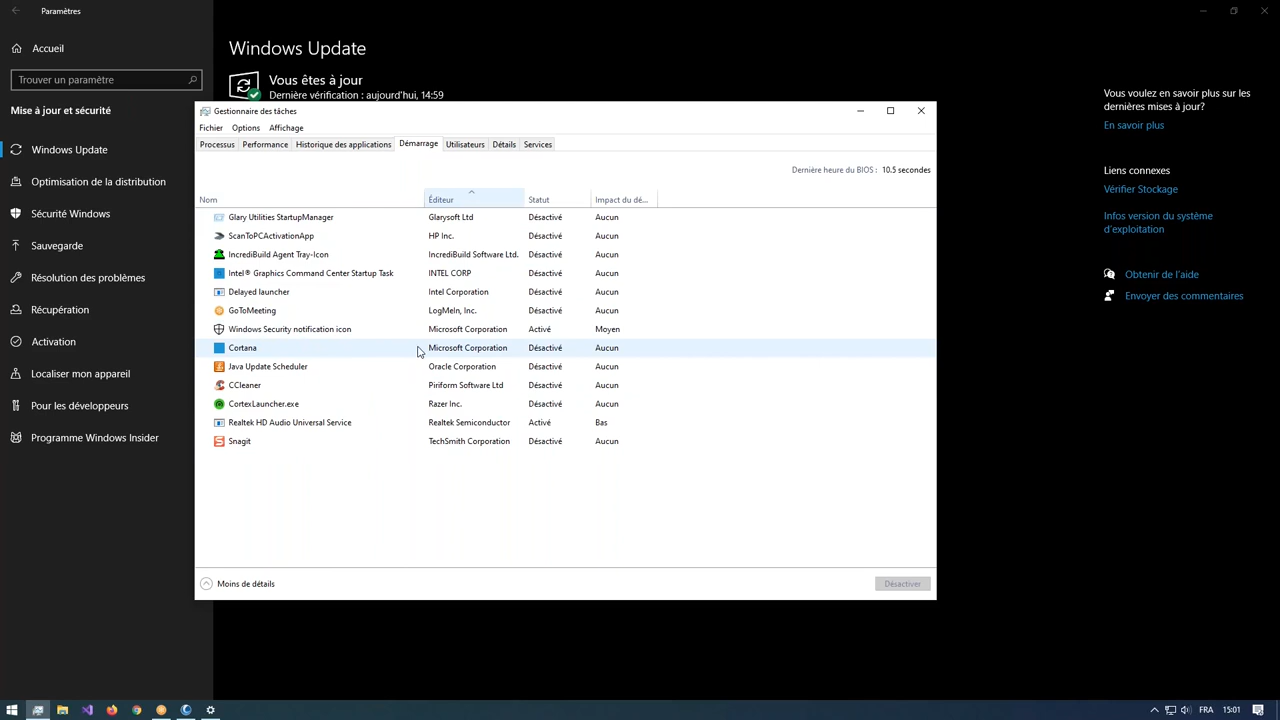 Paramètres
Accueil
Trouver un paramètre
Mise à jour et sécurité
Windows Update
Optimisation de la distribution
Sécurité Windows
Sauvegarde
Résolution des problèmes
Récupération
Activation
Localiser mon appareil
Pour les développeurs
Programme Windows Insider
Windows Update
Vous êtes à jour
Dernière vérification : aujourd'hui, 14:59
Gestionnaire des tâches
Fichier Options Affichage
Processus Performance Historique des applications Démarrage Utilisateurs Détails Services
Dernière heure du BIOS : 10.5 secondes
Nom Éditeur Statut Impact du dé...
Glary Utilities StartupManager Glarysoft Ltd Désactivé Aucun
ScanToPCActivationApp HP Inc. Désactivé Aucun
IncrediBuild Agent Tray-Icon IncrediBuild Software Ltd. Désactivé Aucun
Intel® Graphics Command Center Startup Task INTEL CORP Désactivé Aucun
Delayed launcher Intel Corporation Désactivé Aucun
GoToMeeting LogMeIn, Inc. Désactivé Aucun
Windows Security notification icon Microsoft Corporation Activé Moyen
Cortana Microsoft Corporation Désactivé Aucun
Java Update Scheduler Oracle Corporation Désactivé Aucun
CCleaner Piriform Software Ltd Désactivé Aucun
CortexLauncher.exe Razer Inc. Désactivé Aucun
Realtek HD Audio Universal Service Realtek Semiconductor Activé Bas
Snagit TechSmith Corporation Désactivé Aucun
Moins de détails Désactiver
Vous voulez en savoir plus sur les
dernières mises à jour?
En savoir plus
Liens connexes
Vérifier Stockage
Infos version du système
d'exploitation
Obtenir de l'aide
Envoyer des commentaires
FRA 15:01